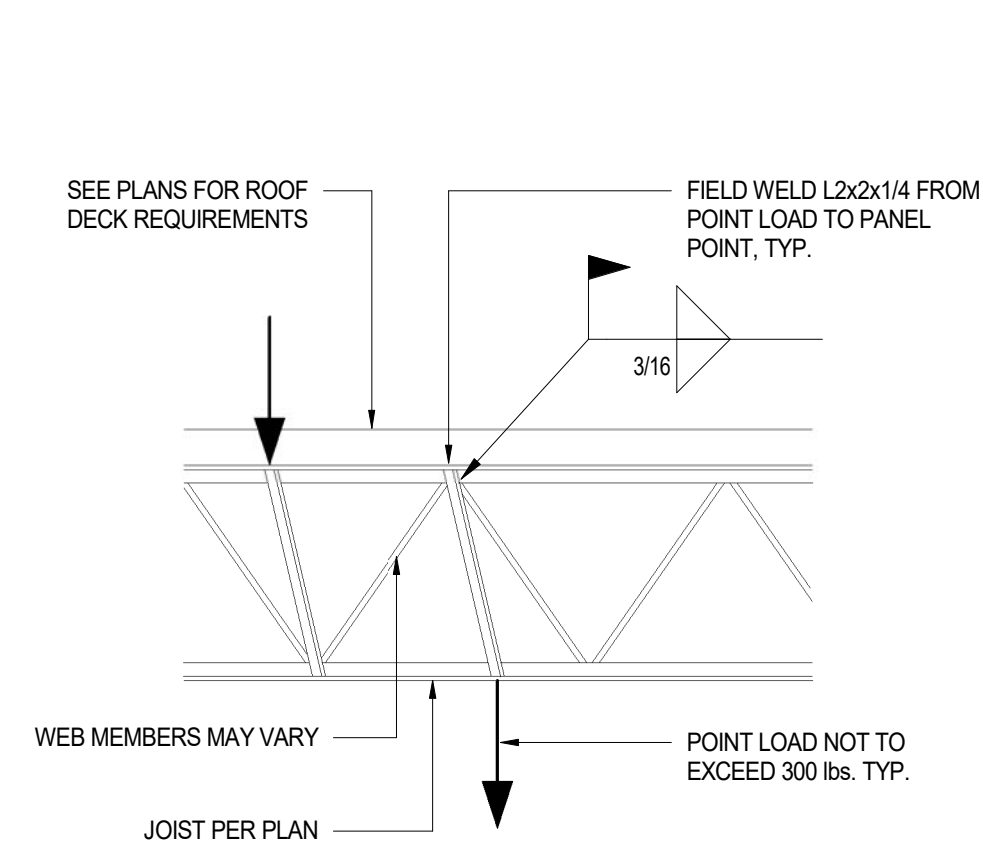 SEE PLANS FOR ROOF
DECK REQUIREMENTS
FIELD WELD L2x2x1/4 FROM
POINT LOAD TO PANEL
POINT, TYP.
3/16
WEB MEMBERS MAY VARY
POINT LOAD NOT TO
EXCEED 300 lbs. TYP.
JOIST PER PLAN